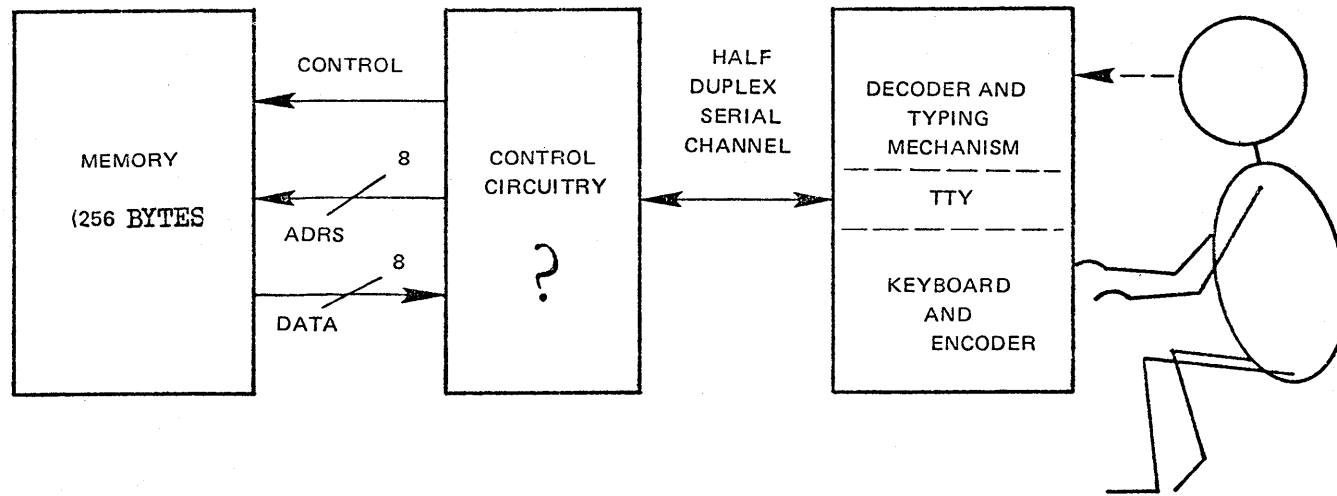 MEMORY
(256 BYTES
CONTROL
8
ADRS
8
DATA
CONTROL
CIRCUITRY
?
HALF
DUPLEX
SERIAL
CHANNEL
DECODER AND
TYPING
MECHANISM
TTY
KEYBOARD
AND
ENCODER